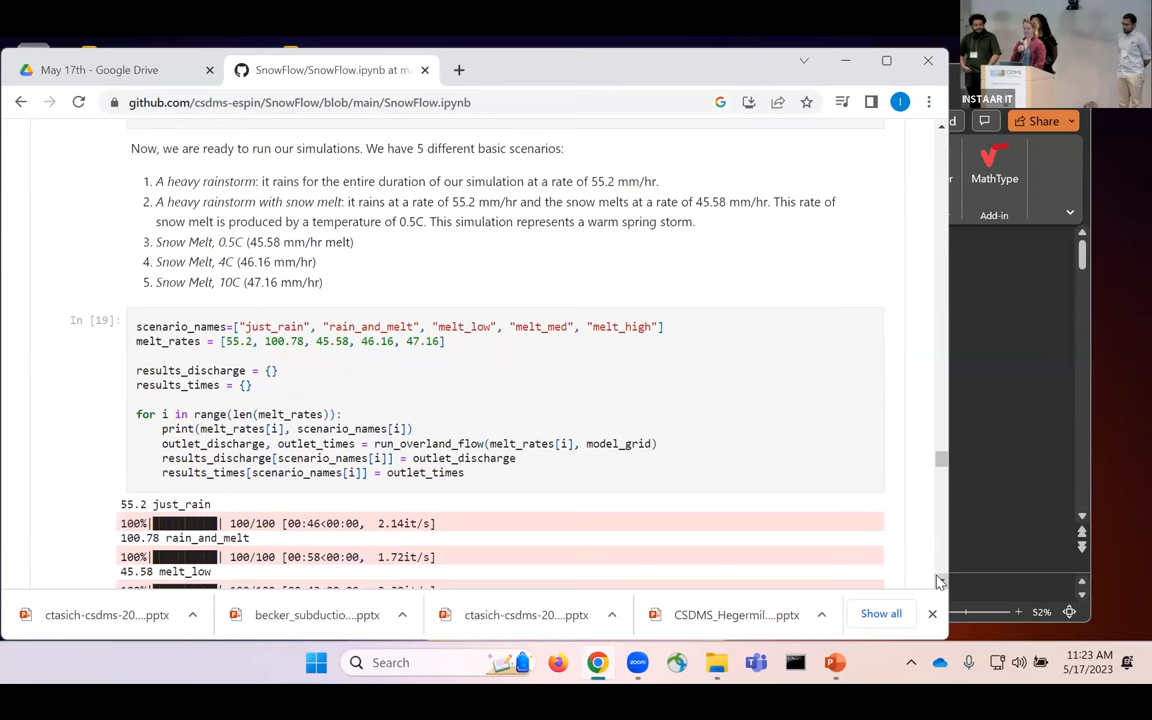 May 17th - Google Drive
SnowFlow/SnowFlow.ipynb at m
github.com/csdms-espin/SnowFlow/blob/main/SnowFlow.ipynb
CSDMS
INSTAAR IT
d
Share
MathType
Add-in
Now, we are ready to run our simulations. We have 5 different basic scenarios:
1. A heavy rainstorm: it rains for the entire duration of our simulation at a rate of 55.2 mm/hr.
2. A heavy rainstorm with snow melt: it rains at a rate of 55.2 mm/hr and the snow melts at a rate of 45.58 mm/hr. This rate of
snow melt is produced by a temperature of 0.5C. This simulation represents a warm spring storm.
3. Snow Melt, 0.5C (45.58 mm/hr melt)
4. Snow Melt, 4C (46.16 mm/hr)
5. Snow Melt, 10C (47.16 mm/hr)
In [19]:
scenario_names=["just_rain", "rain_and_melt", "melt_low", "melt_med", "melt_high"]
melt_rates = [55.2, 100.78, 45.58, 46.16, 47.16]
results_discharge = {}
results_times = {}
for i in range(len(melt_rates)):
print(melt_rates[i], scenario_names[i])
outlet_discharge, outlet_times = run_overland_flow(melt_rates[i], model_grid)
results_discharge[scenario_names[i]] = outlet_discharge
results_times[scenario_names[i]] = outlet_times
55.2 just_rain
100%|██████████| 100/100 [00:46<00:00, 2.14it/s]
100.78 rain_and_melt
100%|██████████| 100/100 [00:58<00:00, 1.72it/s]
45.58 melt_low
ctasich-csdms-20....pptx
becker_subductio....pptx
ctasich-csdms-20....pptx
CSDMS_Hegermil....pptx
Show all
52%
Search
11:23 AM
5/17/2023